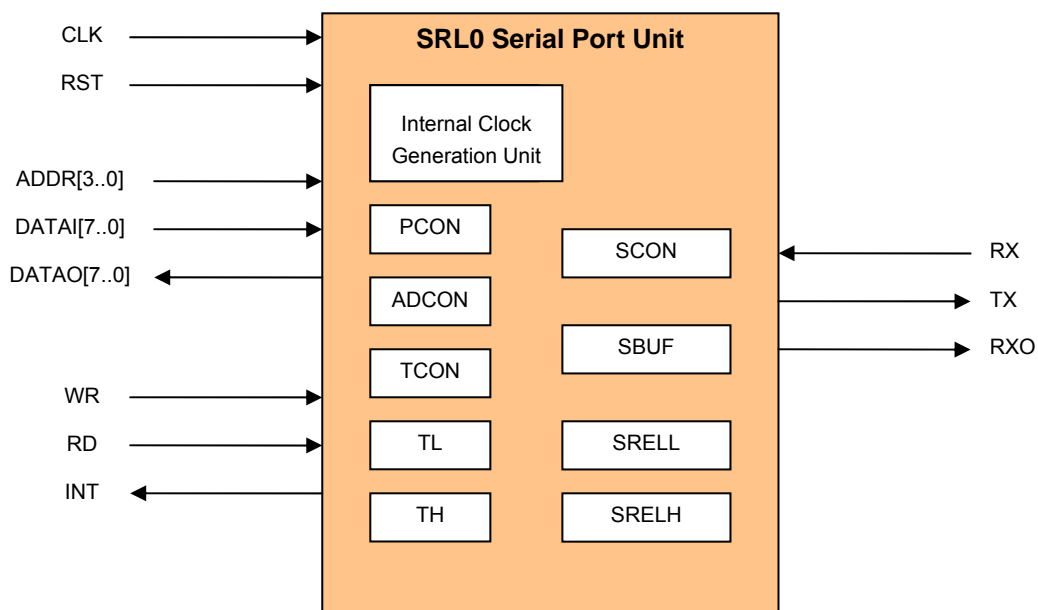 SRL0 Serial Port Unit
CLK
RST
ADDR[3..0]
DATAI[7..0]
DATAO[7..0]
WR
RD
INT
Internal Clock
Generation Unit
PCON
ADCON
TCON
TL
TH
SCON
SBUF
SRELL
SRELH
RX
TX
RXO